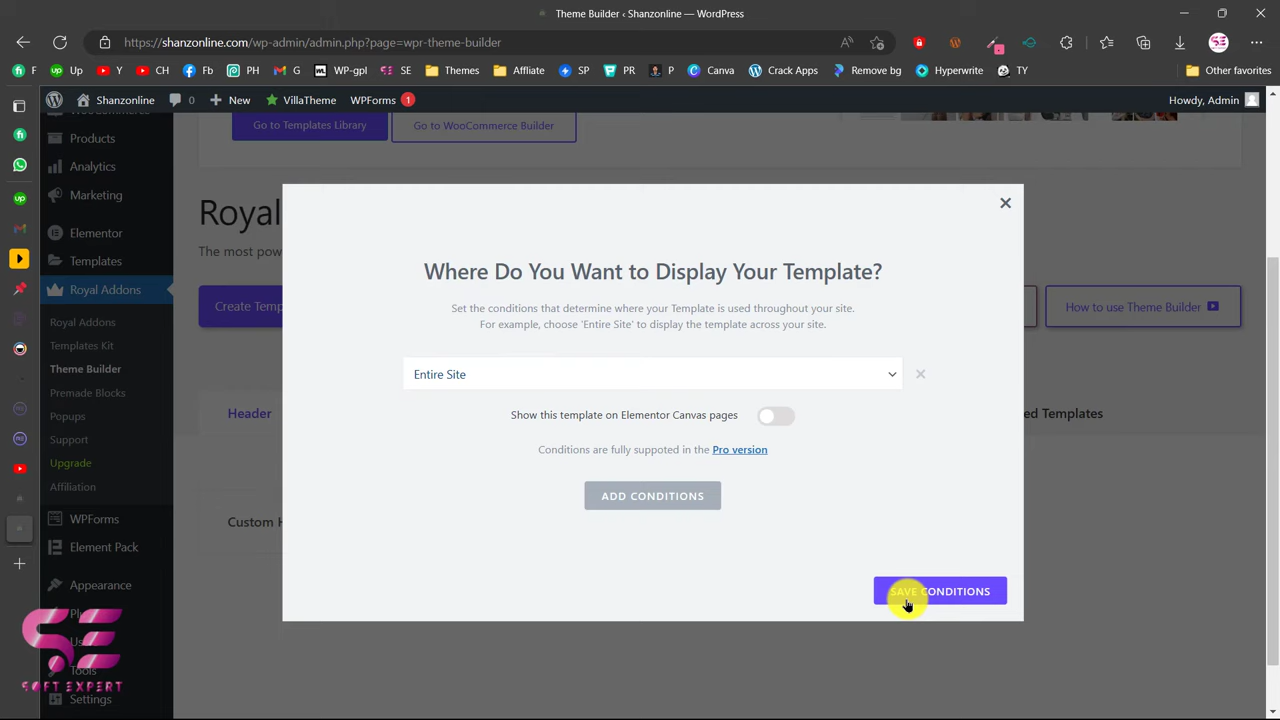 Theme Builder ‹ Shanzonline — WordPress
https://shanzonline.com/wp-admin/admin.php?page=wpr-theme-builder
F Up Y CH Fb PH G WP-gpl SE Themes Affliate SP PR P Canva Crack Apps Remove bg Hyperwrite TY Other favorites
Shanzonline 0 New VillaTheme WPForms 1 Howdy, Admin
WooCommerce
Products
Analytics
Marketing
Elementor
Templates
Royal Addons
Royal Addons
Templates Kit
Theme Builder
Premade Blocks
Popups
Support
Upgrade
Affiliation
WPForms
Element Pack
Appearance
Tools
Settings
SE
SOFT EXPERT
Go to Templates Library Go to WooCommerce Builder
Royal
The most
Create
How to use Theme Builder
Header
Templates
Custom
Where Do You Want to Display Your Template?
Set the conditions that determine where your Template is used throughout your site.
For example, choose 'Entire Site' to display the template across your site.
Entire Site
Show this template on Elementor Canvas pages
Conditions are fully suppoted in the Pro version
ADD CONDITIONS
SAVE CONDITIONS